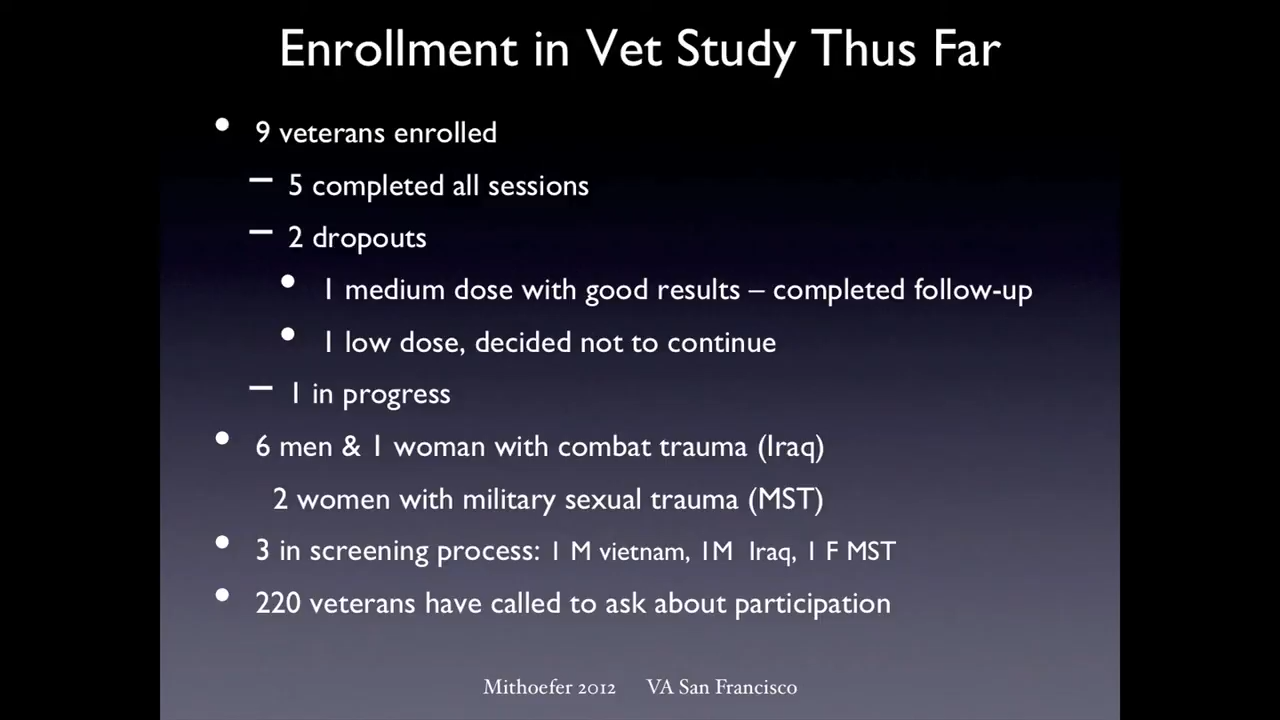 Enrollment in Vet Study Thus Far
• 9 veterans enrolled
– 5 completed all sessions
– 2 dropouts
• 1 medium dose with good results – completed follow-up
• 1 low dose, decided not to continue
– 1 in progress
• 6 men & 1 woman with combat trauma (Iraq)
2 women with military sexual trauma (MST)
• 3 in screening process: 1 M vietnam, 1M Iraq, 1 F MST
• 220 veterans have called to ask about participation
Mithoefer 2012 VA San Francisco